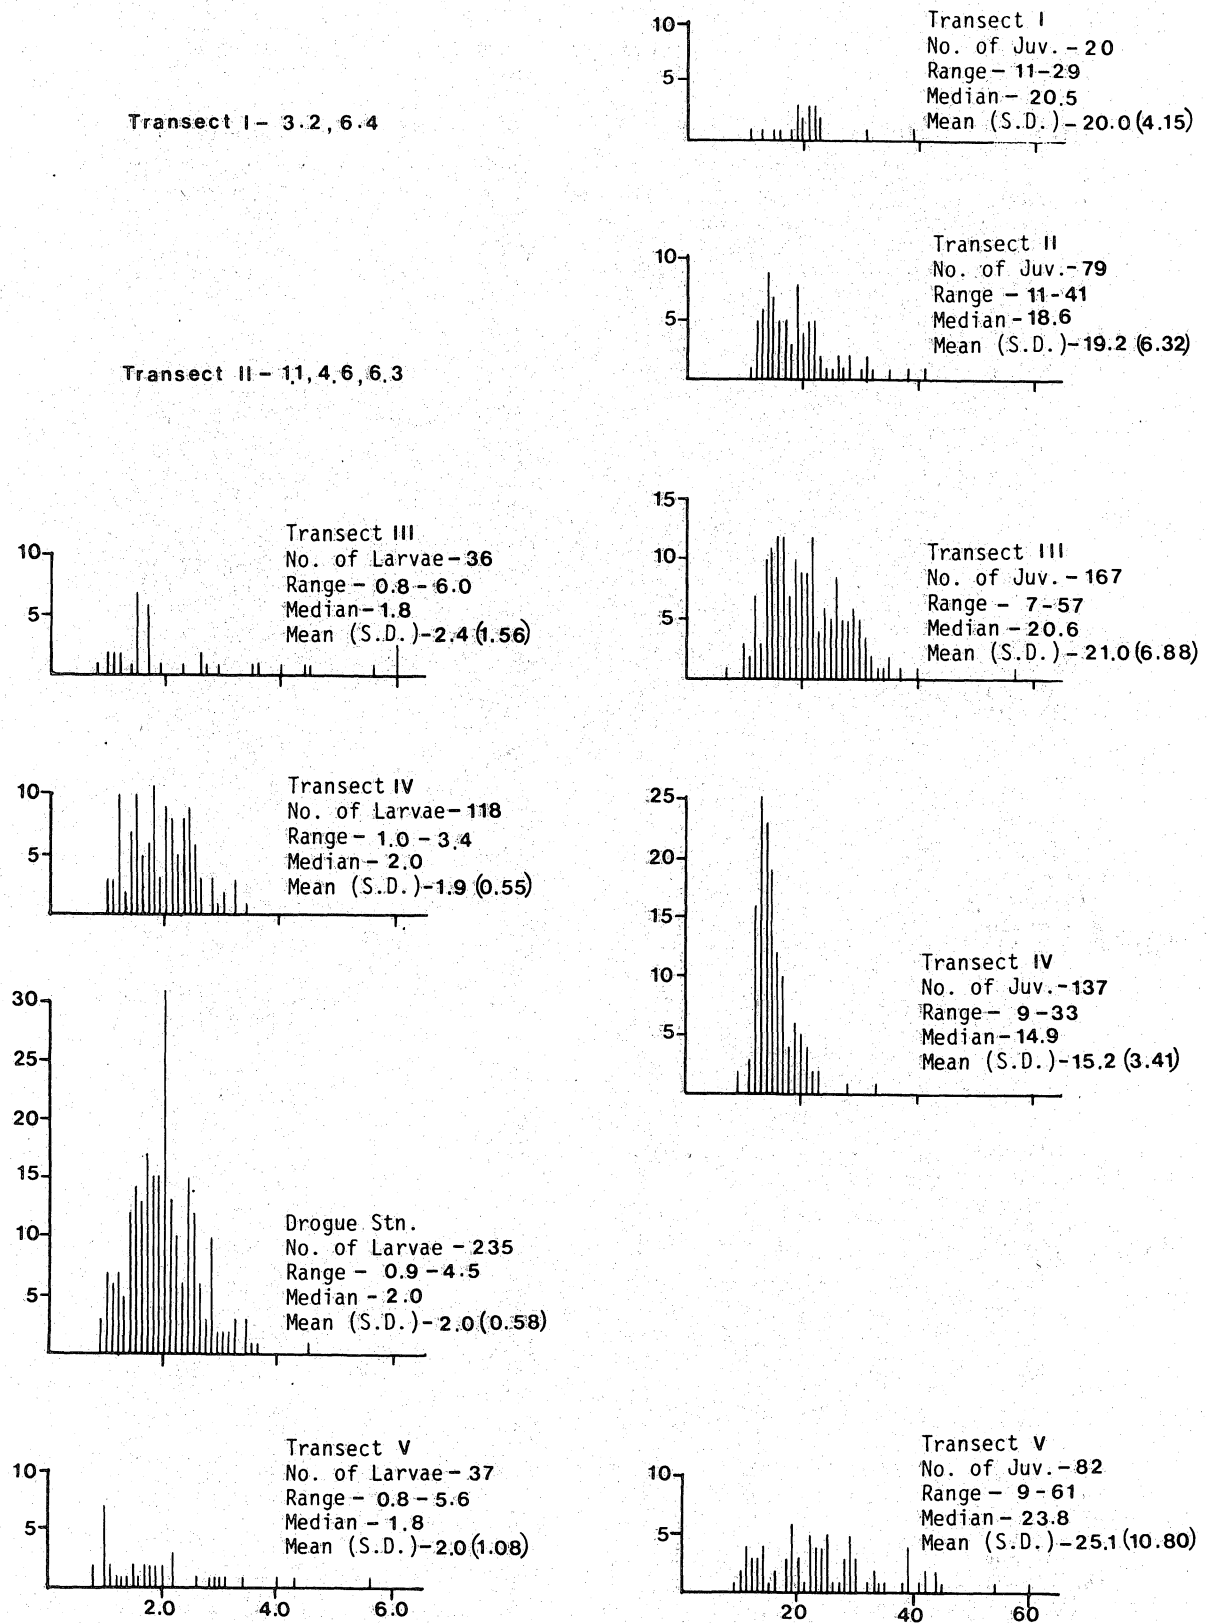 Transect I - 3.2, 6.4
Transect II - 1.1, 4.6, 6.3
10
5
Transect III
No. of Larvae - 36
Range - 0.8 - 6.0
Median - 1.8
Mean (S.D.) - 2.4 (1.56)
10
5
Transect IV
No. of Larvae - 118
Range - 1.0 - 3.4
Median - 2.0
Mean (S.D.) - 1.9 (0.55)
30
25
20
15
10
5
Drogue Stn.
No. of Larvae - 235
Range - 0.9 - 4.5
Median - 2.0
Mean (S.D.) - 2.0 (0.58)
10
5
Transect V
No. of Larvae - 37
Range - 0.8 - 5.6
Median - 1.8
Mean (S.D.) - 2.0 (1.08)
2.0 4.0 6.0
10
5
Transect I
No. of Juv. - 20
Range - 11-29
Median - 20.5
Mean (S.D.) - 20.0 (4.15)
10
5
Transect II
No. of Juv. - 79
Range - 11-41
Median - 18.6
Mean (S.D.) - 19.2 (6.32)
15
10
5
Transect III
No. of Juv. - 167
Range - 7-57
Median - 20.6
Mean (S.D.) - 21.0 (6.88)
25
20
15
10
5
Transect IV
No. of Juv. - 137
Range - 9-33
Median - 14.9
Mean (S.D.) - 15.2 (3.41)
10
5
Transect V
No. of Juv. - 82
Range - 9-61
Median - 23.8
Mean (S.D.) - 25.1 (10.80)
20 40 60